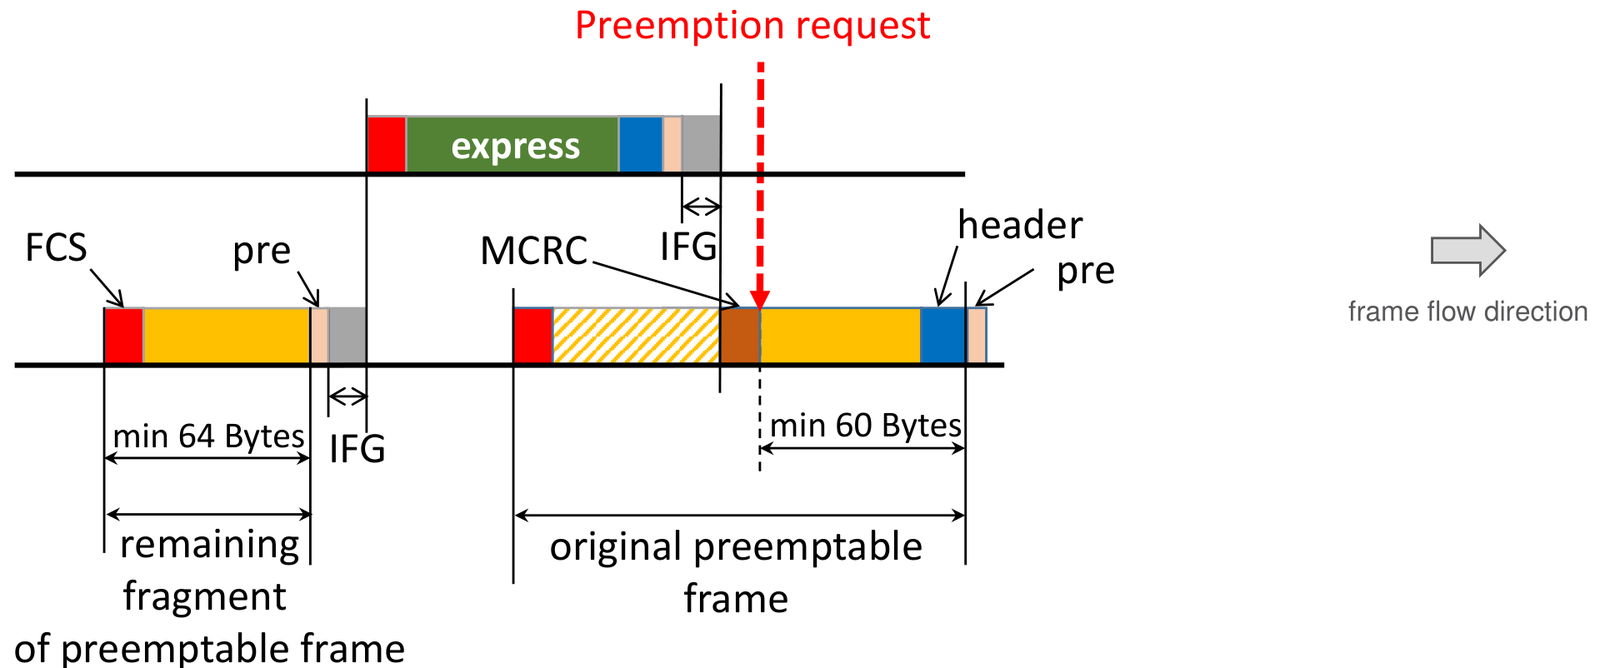 Preemption request
express
FCS
pre
MCRC
IFG
header
pre
frame flow direction
min 64 Bytes
IFG
min 60 Bytes
remaining
fragment
of preemptable frame
original preemptable
frame